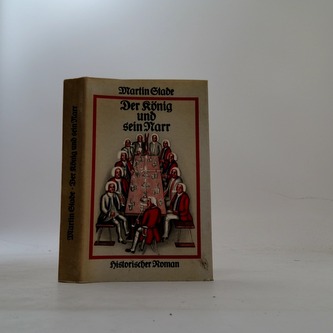 Martin Stade
Der König
und
sein Narr
Historischer Roman
Martin Stade · Der König und sein Narr